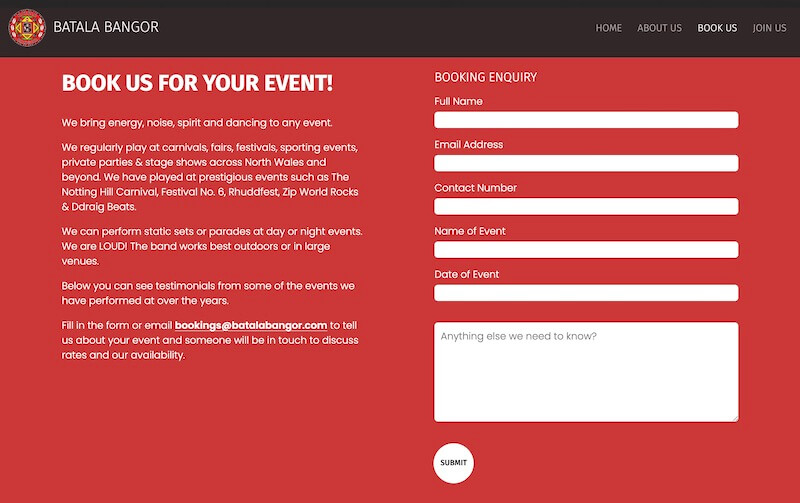 BATALA BANGOR
HOME
ABOUT US
BOOK US
JOIN US
BOOK US FOR YOUR EVENT!
We bring energy, noise, spirit and dancing to any event.
We regularly play at carnivals, fairs, festivals, sporting events,
private parties & stage shows across North Wales and
beyond. We have played at prestigious events such as The
Notting Hill Carnival, Festival No. 6, Rhuddfest, Zip World Rocks
& Ddraig Beats.
We can perform static sets or parades at day or night events.
We are LOUD! The band works best outdoors or in large
venues.
Below you can see testimonials from some of the events we
have performed at over the years.
Fill in the form or email bookings@batalabangor.com to tell
us about your event and someone will be in touch to discuss
rates and our availability.
BOOKING ENQUIRY
Full Name
Email Address
Contact Number
Name of Event
Date of Event
Anything else we need to know?
SUBMIT